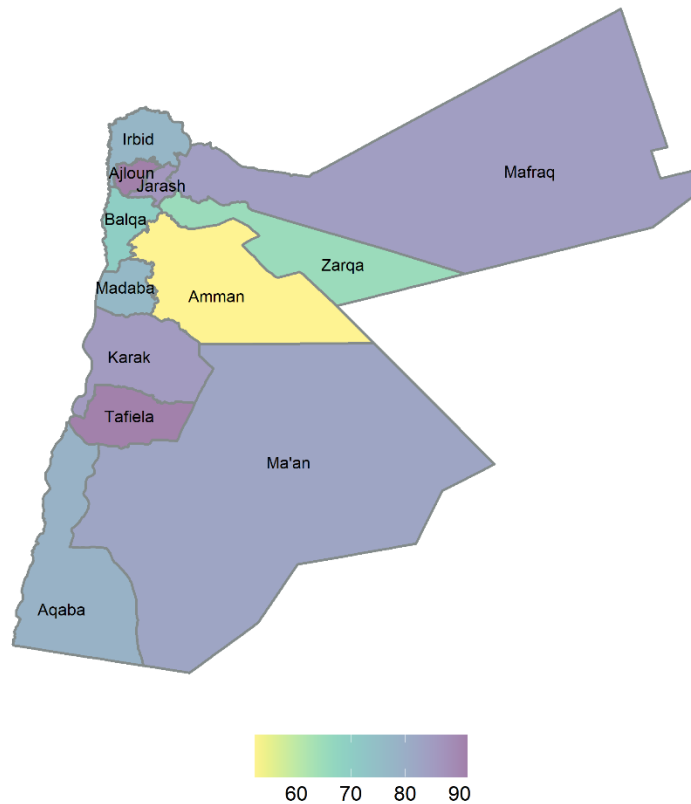 Irbid
Mafraq
Ajloun
Jarash
Balqa
Zarqa
Madaba
Amman
Karak
Tafiela
Ma'an
Aqaba
60 70 80 90